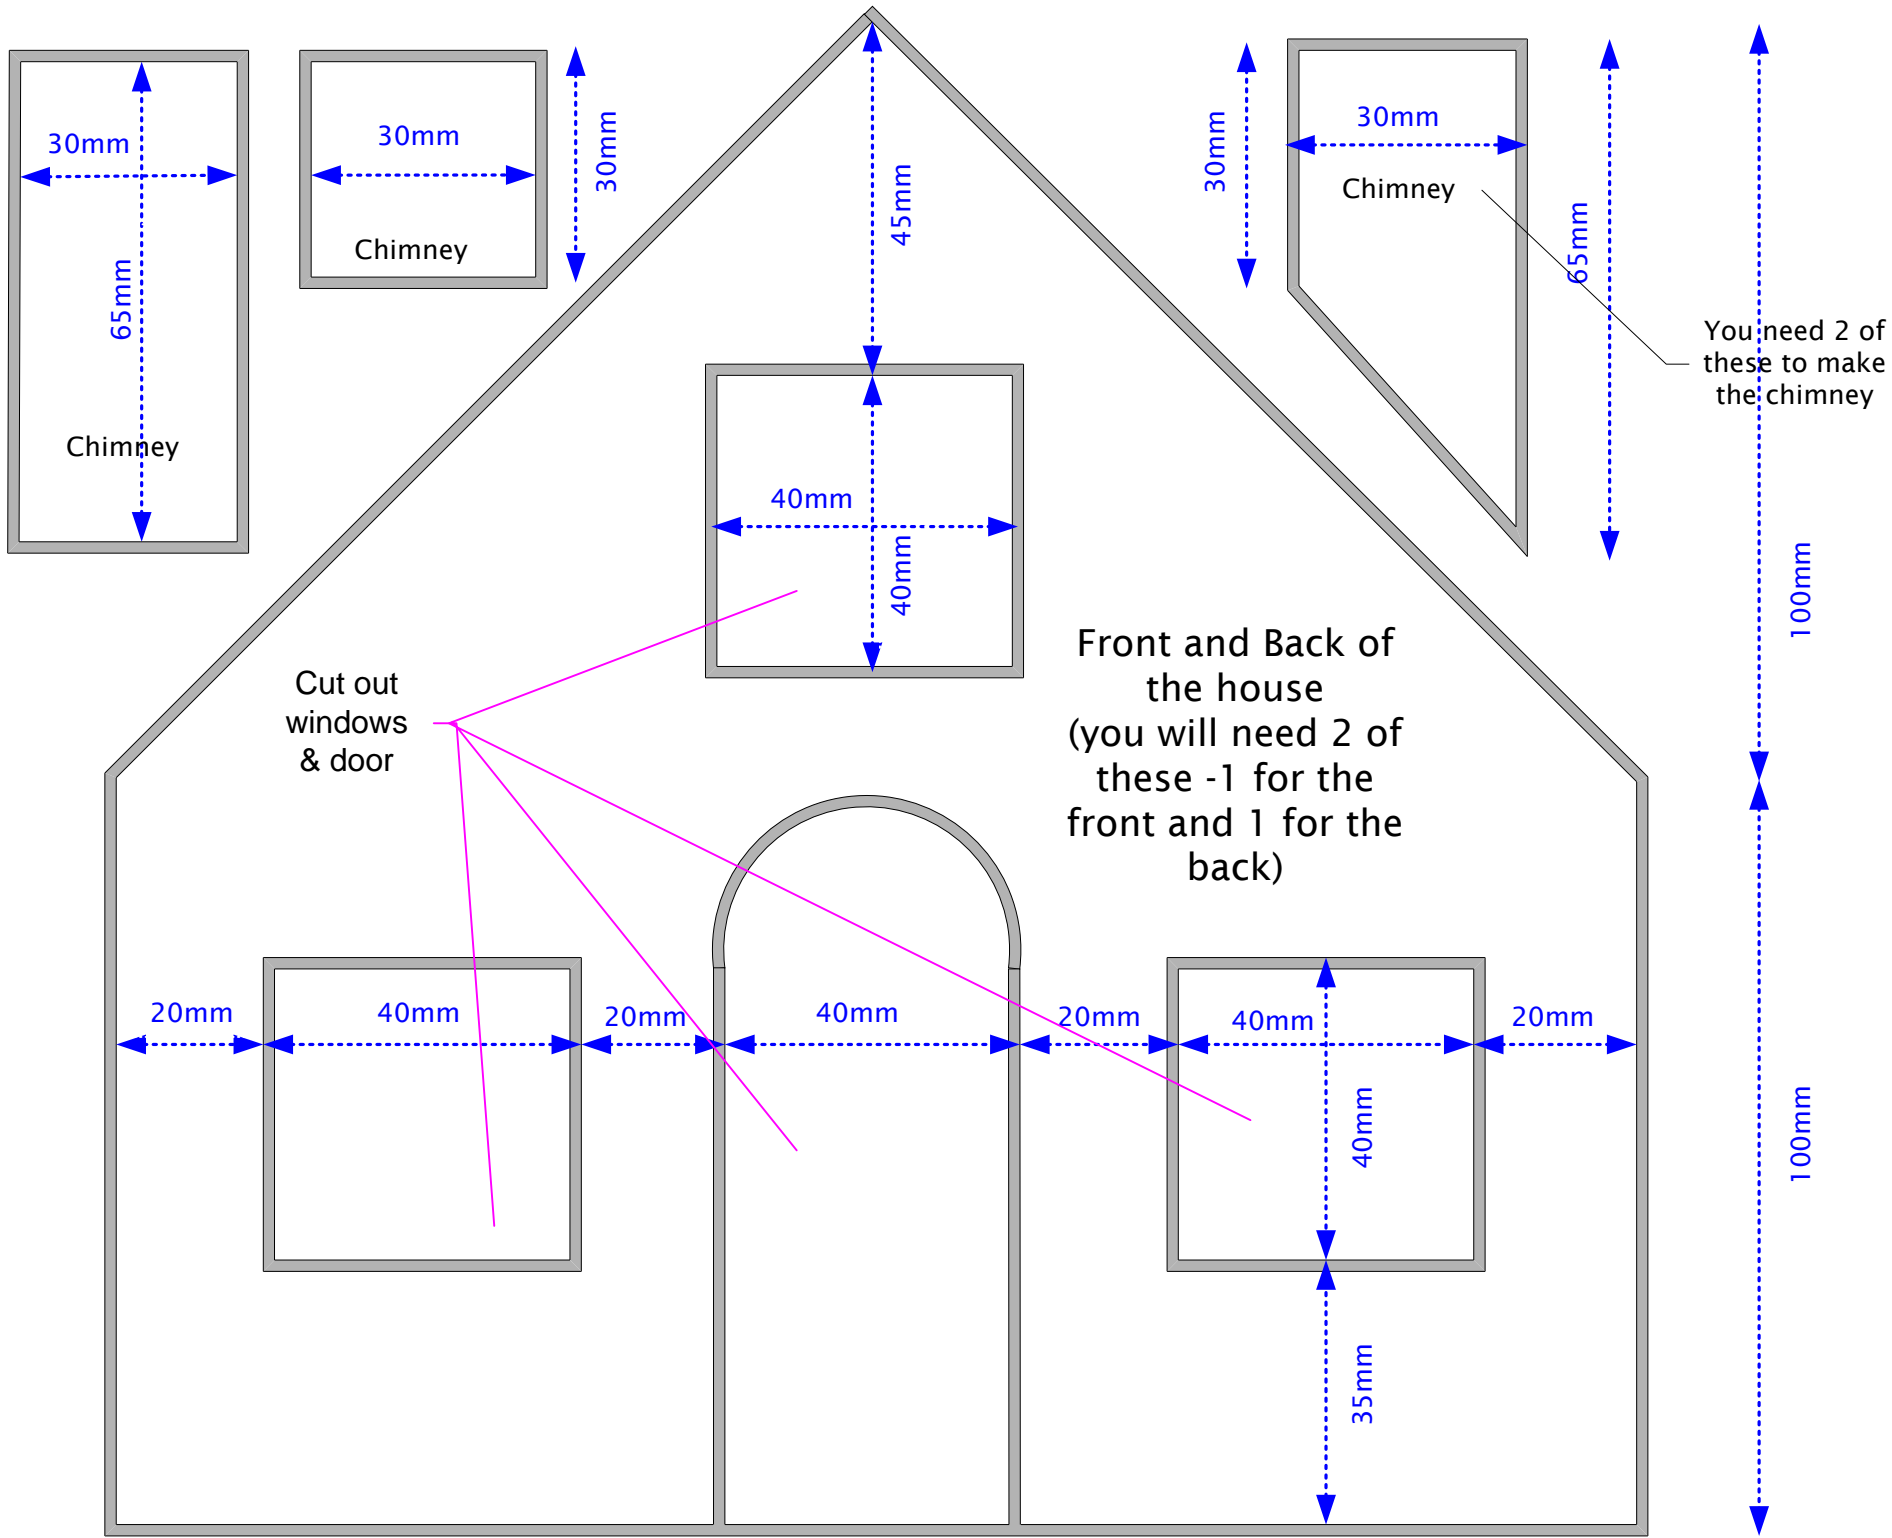 30mm
65mm
Chimney
30mm
Chimney
30mm
45mm
30mm
30mm
Chimney
65mm
You need 2 of
these to make
the chimney
40mm
40mm
100mm
Front and Back of
the house
(you will need 2 of
these -1 for the
front and 1 for the
back)
Cut out
windows
& door
20mm
40mm
20mm
40mm
20mm
40mm
20mm
40mm
100mm
35mm